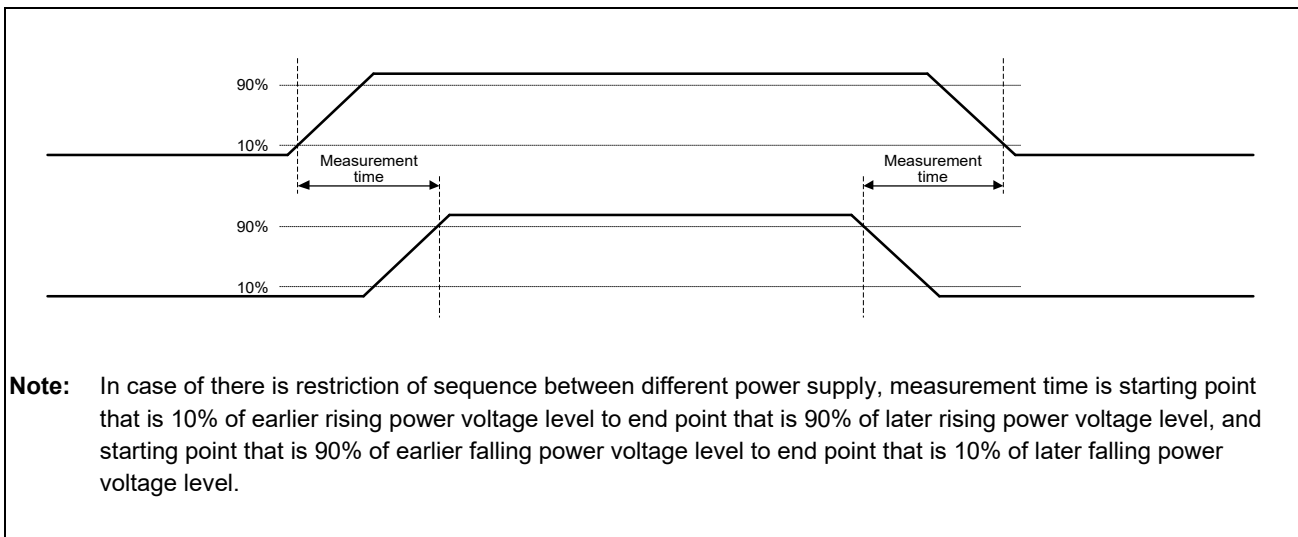 90%
10%
Measurement
time
Measurement
time
90%
10%
Note: In case of there is restriction of sequence between different power supply, measurement time is starting point
that is 10% of earlier rising power voltage level to end point that is 90% of later rising power voltage level, and
starting point that is 90% of earlier falling power voltage level to end point that is 10% of later falling power
voltage level.